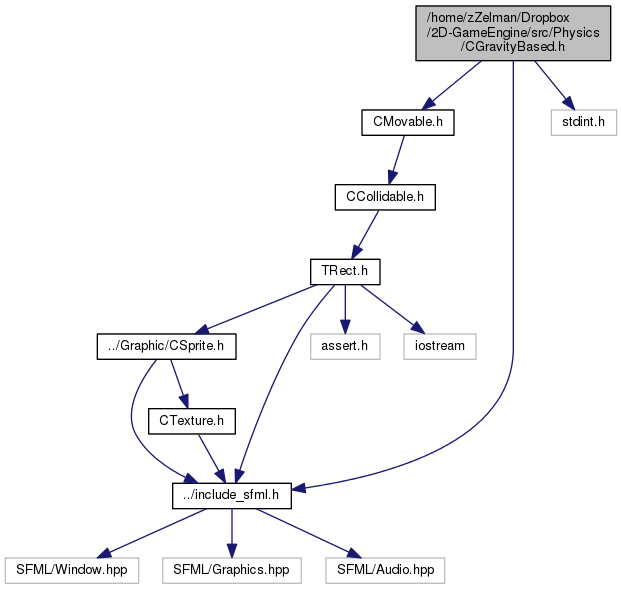 /home/zZelman/Dropbox
/2D-GameEngine/src/Physics
/CGravityBased.h
CMovable.h
stdint.h
CCollidable.h
TRect.h
../Graphic/CSprite.h
assert.h
iostream
CTexture.h
../include_sfml.h
SFML/Window.hpp
SFML/Graphics.hpp
SFML/Audio.hpp